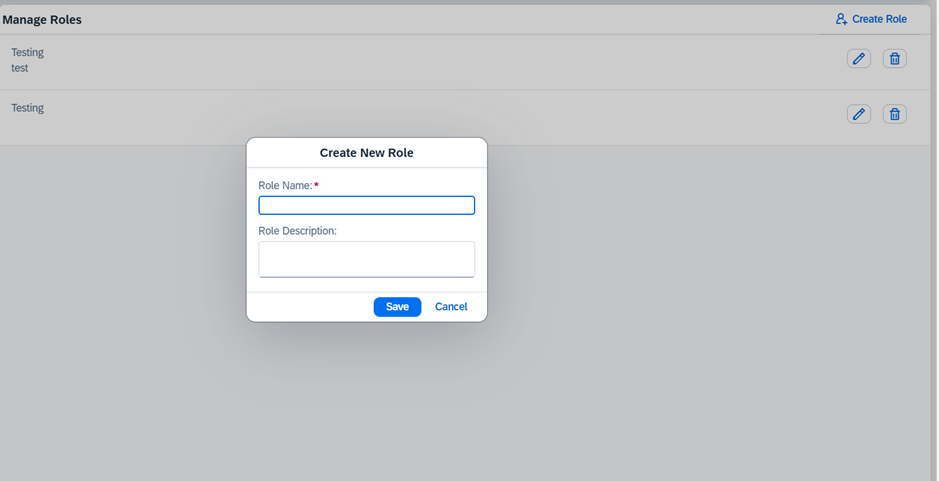 Manage Roles
Create Role
Testing
test
Testing
Create New Role
Role Name:*
Role Description:
Save Cancel